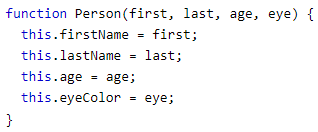 function Person(first, last, age, eye) {
  this.firstName = first;
  this.lastName = last;
  this.age = age;
  this.eyeColor = eye;
}